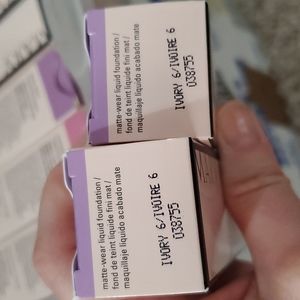 matte-wear liquid foundation /
fond de teint liquide fini mat /
maquillaje líquido acabado mate
IVORY 6/IVOIRE 6
038755
matte-wear liquid foundation /
fond de teint liquide fini mat /
maquillaje líquido acabado mate
IVORY 6/IVOIRE 6
038755